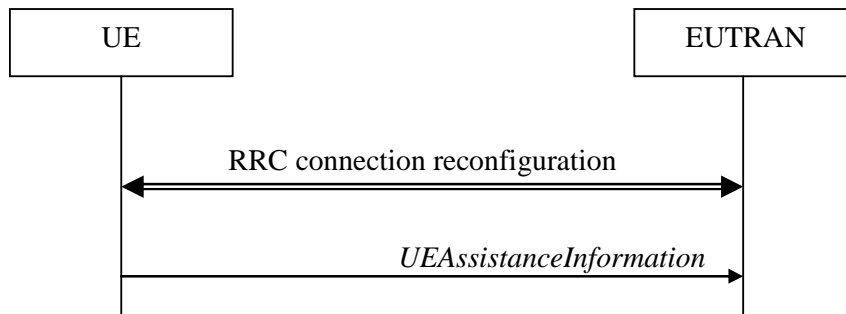 UE
EUTRAN
RRC connection reconfiguration
UEAssistanceInformation